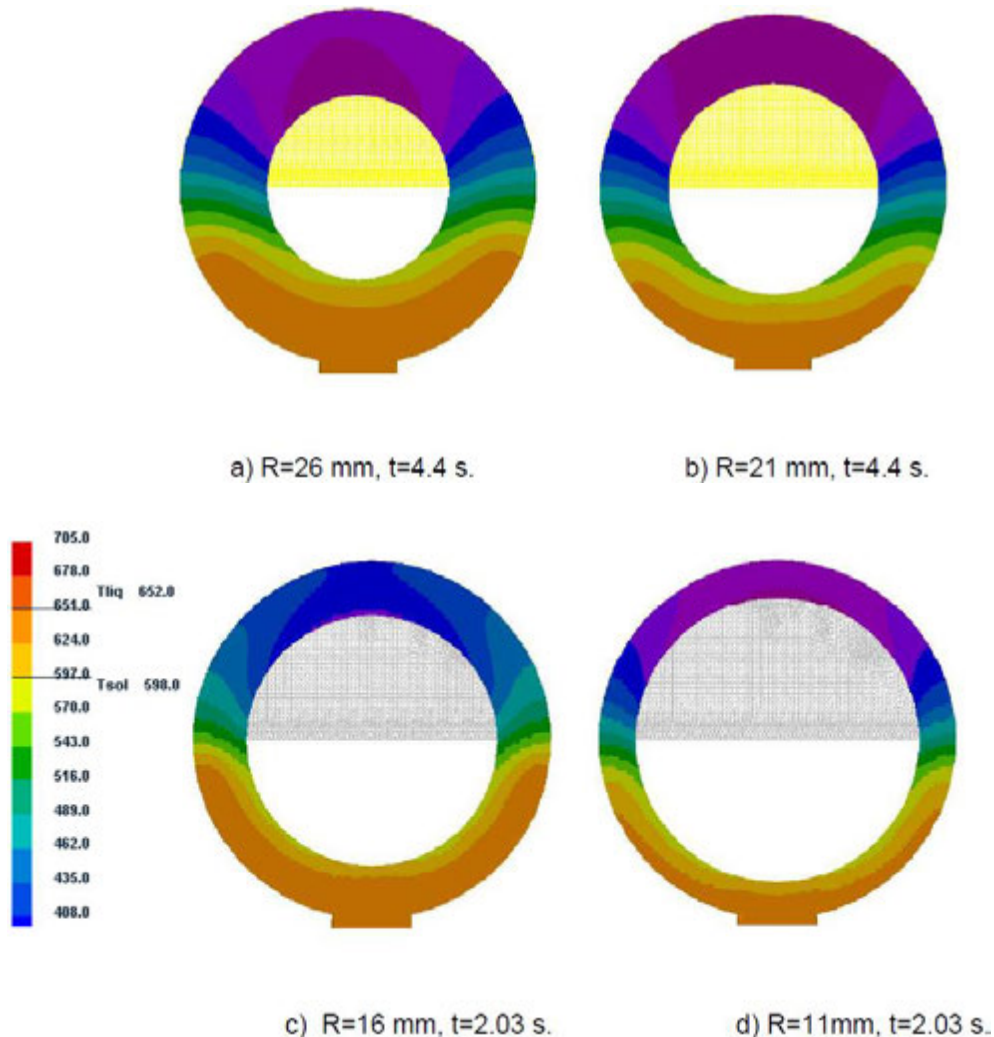 a) R=26 mm, t=4.4 s.
b) R=21 mm, t=4.4 s.
705.0
678.0
Tliq 652.0
651.0
624.0
597.0
Tsol 598.0
570.0
543.0
516.0
489.0
462.0
435.0
408.0
c) R=16 mm, t=2.03 s.
d) R=11mm, t=2.03 s.